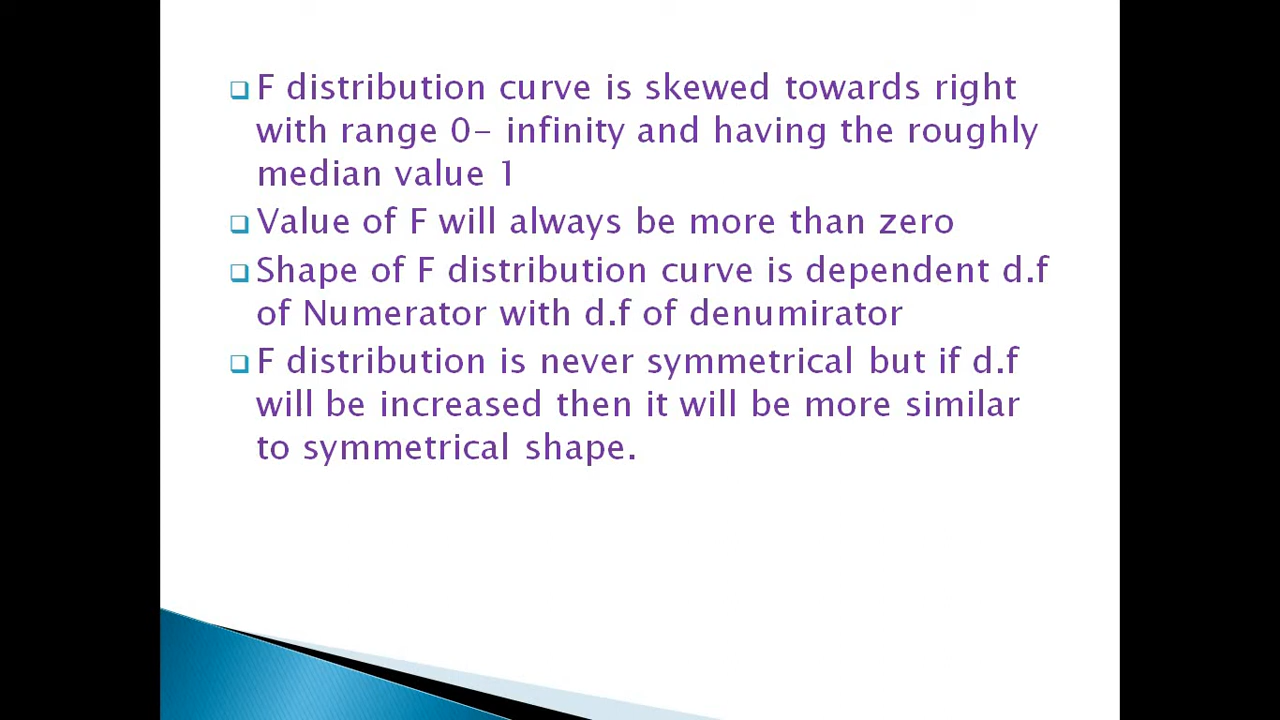 ❑ F distribution curve is skewed towards right
with range 0- infinity and having the roughly
median value 1
❑ Value of F will always be more than zero
❑ Shape of F distribution curve is dependent d.f
of Numerator with d.f of denumirator
❑ F distribution is never symmetrical but if d.f
will be increased then it will be more similar
to symmetrical shape.